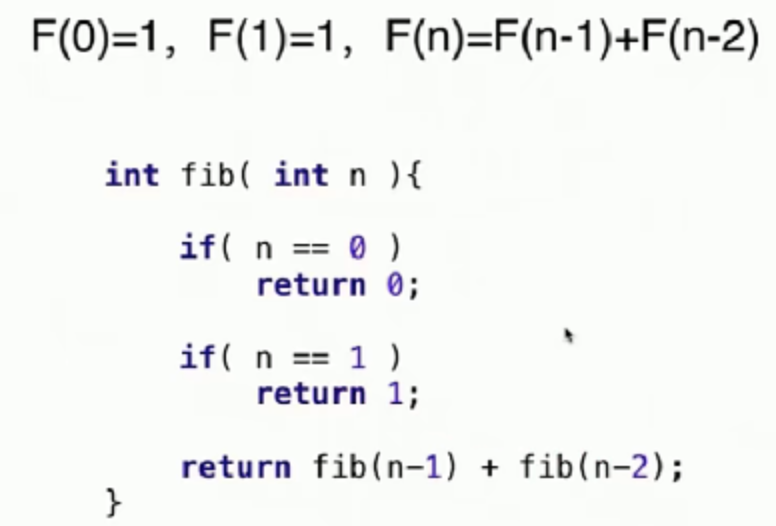 F(0)=1,  F(1)=1,  F(n)=F(n-1)+F(n-2)
int fib( int n ){
    if( n == 0 )
        return 0;
    if( n == 1 )
        return 1;
    return fib(n-1) + fib(n-2);
}